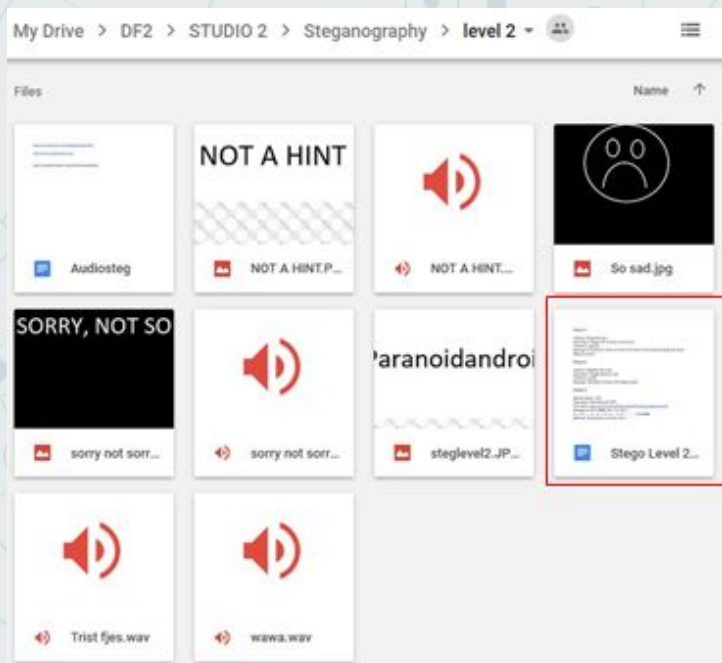 My Drive > DF2 > STUDIO 2 > Steganography > level 2
Files
Name
NOT A HINT
Audiosteg
NOT A HINT.P...
NOT A HINT....
So sad.jpg
SORRY, NOT SO
Paranoidandroi
sorry not sorr...
sorry not sorr...
steglevel2.JP...
Stego Level 2...
Trist fjes.wav
wawa.wav